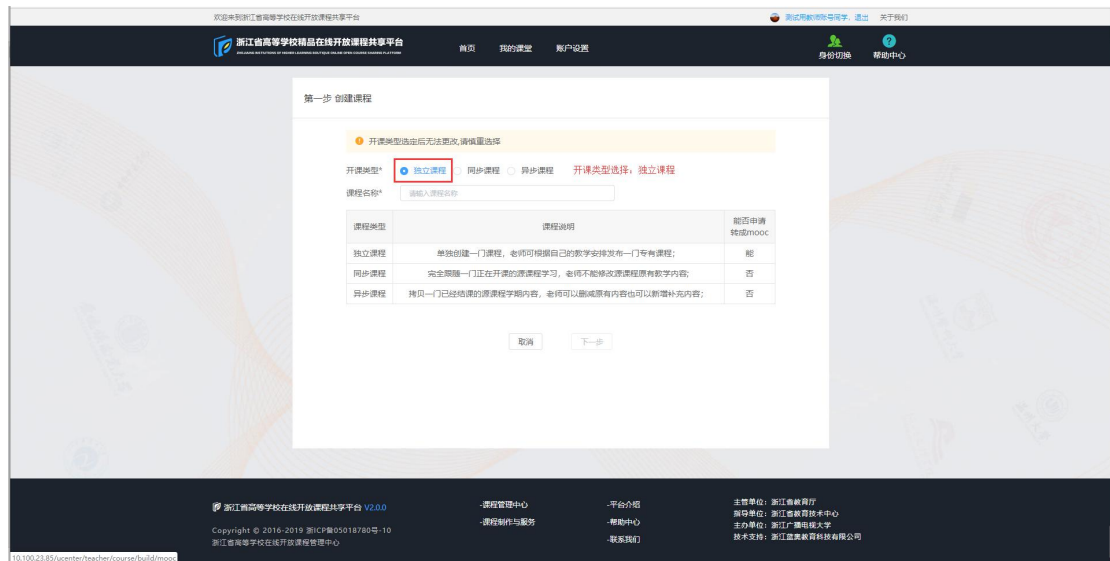 欢迎来到浙江省高等学校在线开放课程共享平台
测试用教师账号同学, 退出 关于我们
浙江省高等学校精品在线开放课程共享平台
首页 我的课堂 账户设置
身份切换 帮助中心
第一步 创建课程
开课类型选定后无法更改,请慎重选择
开课类型* 独立课程 同步课程 异步课程 开课类型选择：独立课程
课程名称* 请输入课程名称
课程类型 课程说明 能否申请
转成mooc
独立课程 单独创建一门课程，老师可根据自己的教学安排发布一门专有课程; 能
同步课程 完全跟随一门正在开课的源课程学习，老师不能修改源课程原有教学内容; 否
异步课程 拷贝一门已经结课的源课程学期内容，老师可以删减原有内容也可以新增补充内容; 否
取消 下一步
浙江省高等学校在线开放课程共享平台 V2.0.0
Copyright © 2016-2019 浙ICP备05018780号-10
浙江省高等学校在线开放课程管理中心
-课程管理中心
-课程制作与服务
-平台介绍
-帮助中心
-联系我们
主管单位：浙江省教育厅
指导单位：浙江省教育技术中心
主办单位：浙江广播电视大学
技术支持：浙江蓝奥教育科技有限公司
10.100.23.85/ucenter/teacher/course/build/mooc